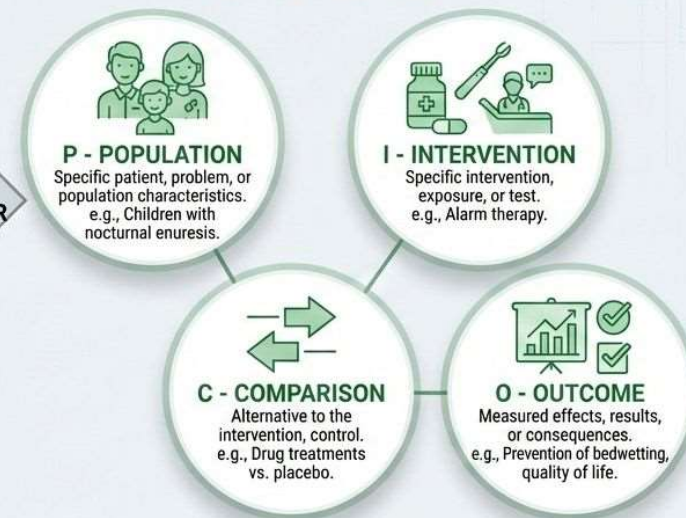 P - POPULATION
Specific patient, problem, or
population characteristics.
e.g., Children with
nocturnal enuresis.
I - INTERVENTION
Specific intervention,
exposure, or test.
e.g., Alarm therapy.
R
C - COMPARISON
Alternative to the
intervention, control.
e.g., Drug treatments
vs. placebo.
O - OUTCOME
Measured effects, results,
or consequences.
e.g., Prevention of bedwetting,
quality of life.